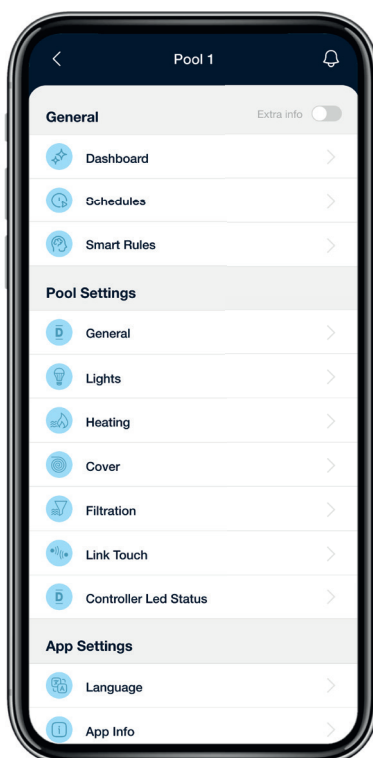 Pool 1
General
Extra info
Dashboard
Schedules
Smart Rules
Pool Settings
General
Lights
Heating
Cover
Filtration
Link Touch
Controller Led Status
App Settings
Language
App Info